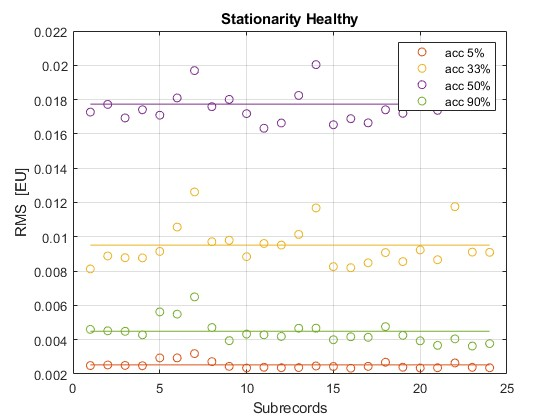 Stationarity Healthy
0.022
0.02
0.018
0.016
0.014
0.012
0.01
0.008
0.006
0.004
0.002
RMS [EU]
acc 5%
acc 33%
acc 50%
acc 90%
0 5 10 15 20 25
Subrecords